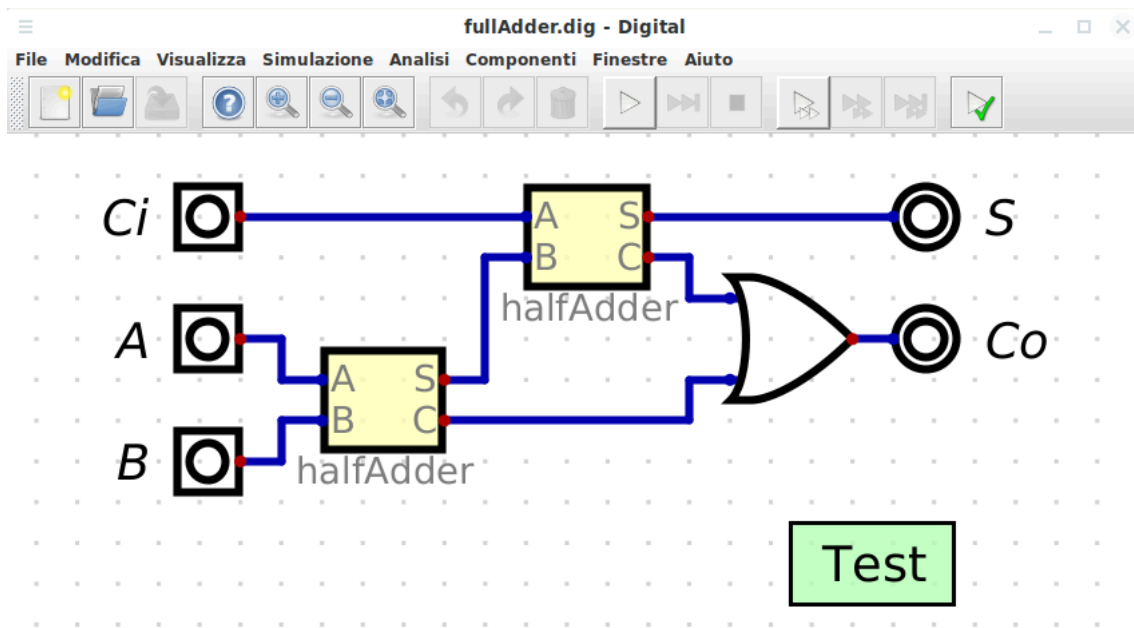 fullAdder.dig - Digital
File Modifica Visualizza Simulazione Analisi Componenti Finestre Aiuto
Ci
A S
S
B C
halfAdder
A
Co
A S
B C
B
halfAdder
Test